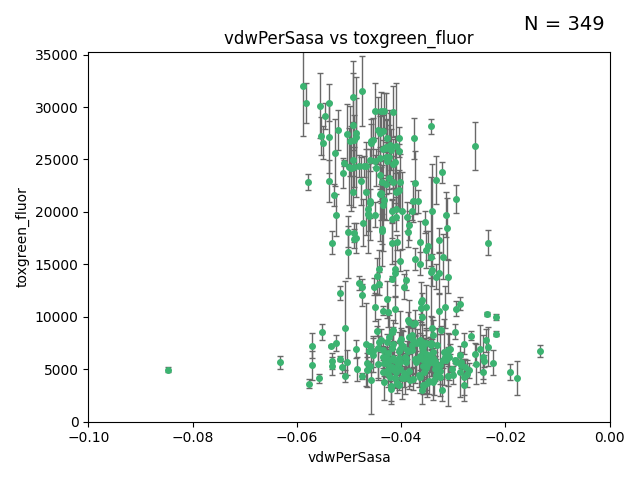 N = 349
vdwPerSasa vs toxgreen_fluor
35000
30000
25000
20000
15000
10000
5000
0
toxgreen_fluor
−0.10 −0.08 −0.06 −0.04 −0.02 0.00
vdwPerSasa